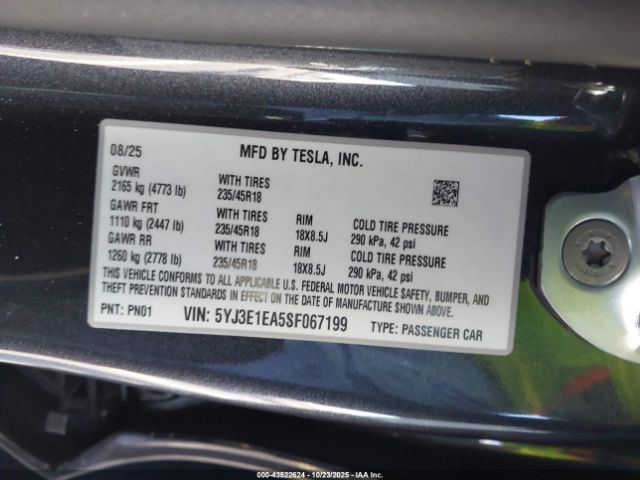 08/25 MFD BY TESLA, INC.
GVWR
2165 kg (4773 lb) WITH TIRES 235/45R18
GAWR FRT
1110 kg (2447 lb) WITH TIRES 235/45R18 RIM 18X8.5J COLD TIRE PRESSURE 290 kPa, 42 psi
GAWR RR
1260 kg (2778 lb) WITH TIRES 235/45R18 RIM 18X8.5J COLD TIRE PRESSURE 290 kPa, 42 psi
THIS VEHICLE CONFORMS TO ALL APPLICABLE U.S. FEDERAL MOTOR VEHICLE SAFETY, BUMPER, AND
THEFT PREVENTION STANDARDS IN EFFECT ON THE DATE OF MANUFACTURE SHOWN ABOVE.
PNT: PN01 VIN: 5YJ3E1EA5SF067199 TYPE: PASSENGER CAR
000-43522624 - 10/23/2025 - IAAI.COM